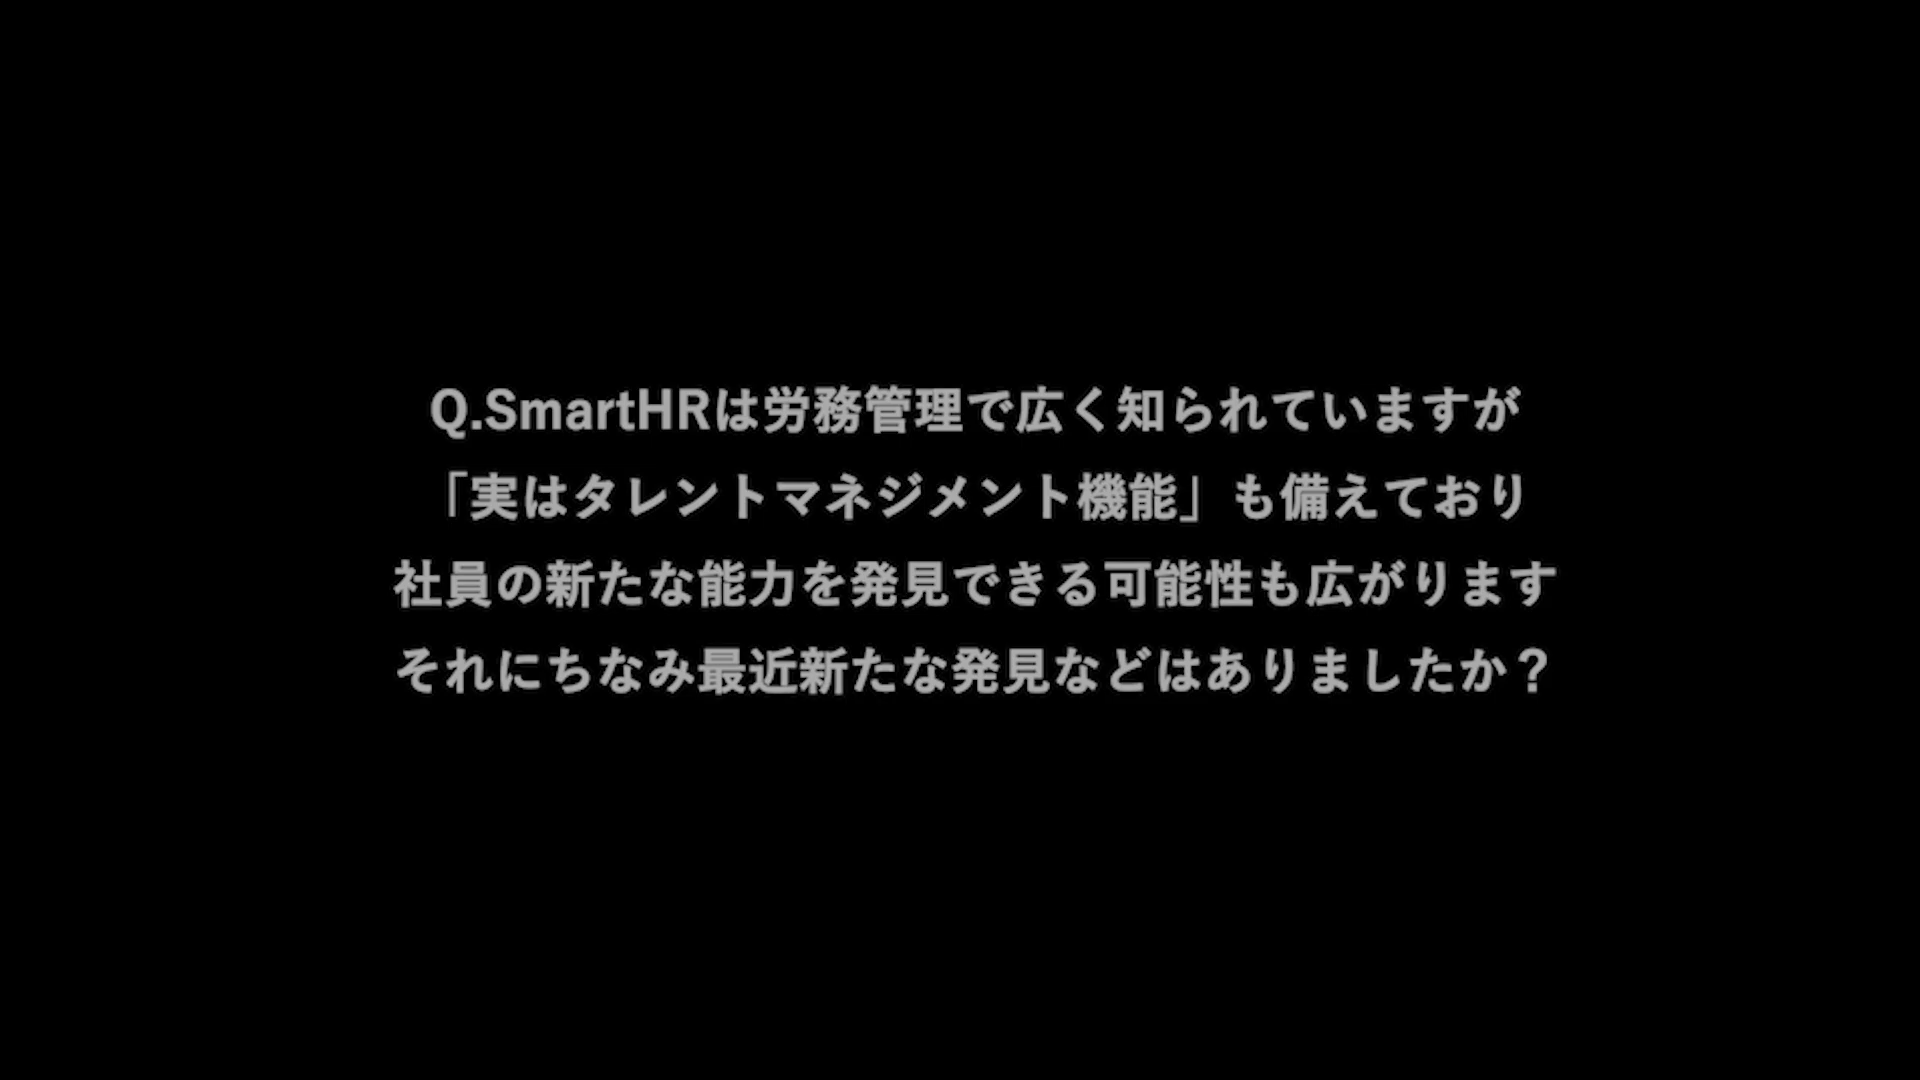 Q.SmartHRは労務管理で広く知られていますが
「実はタレントマネジメント機能」も備えており
社員の新たな能力を発見できる可能性も広がります
それにちなみ最近新たな発見などはありましたか？